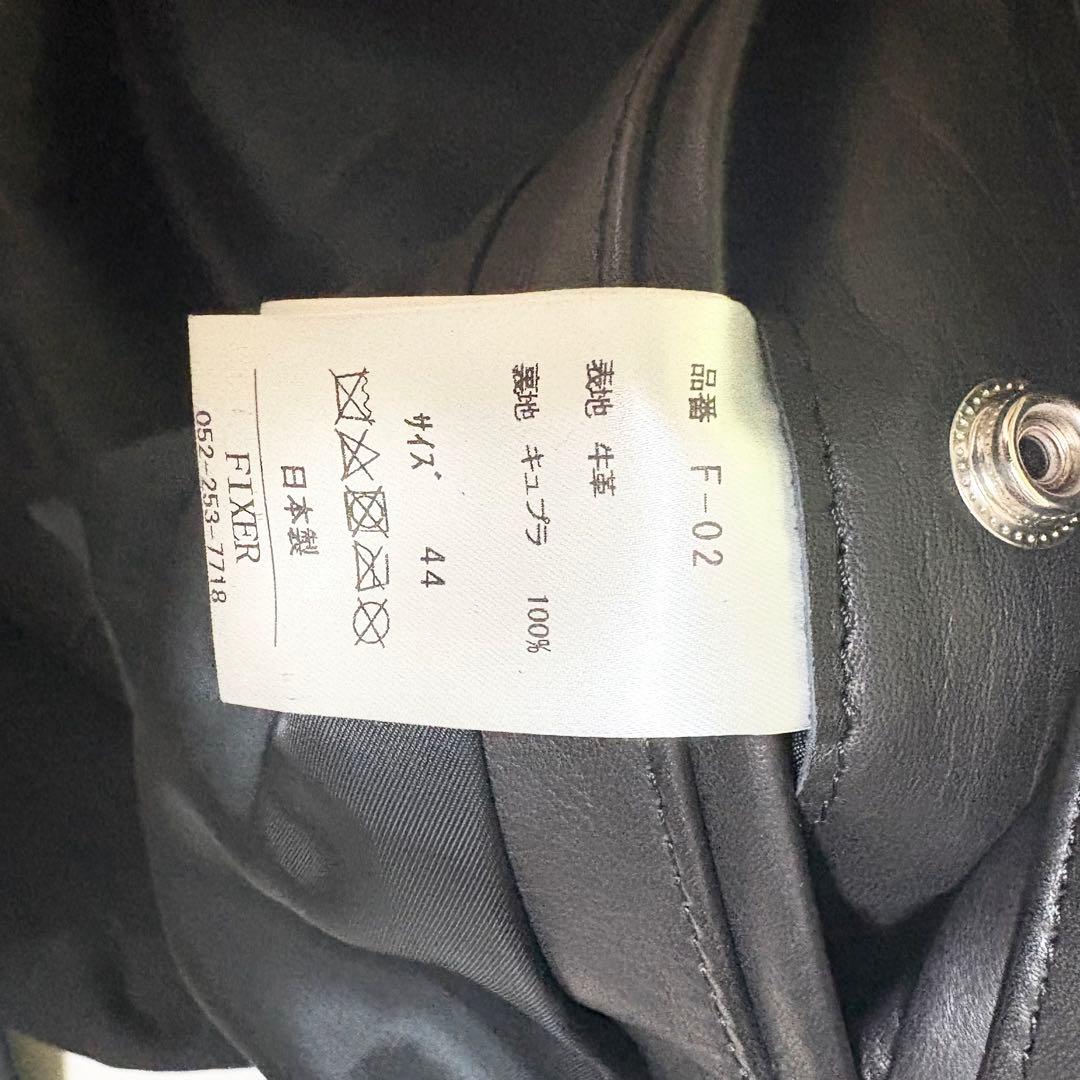 品番 F-02
表地 牛革
裏地 キュプラ 100%
サイズ 44
日本製
FIXER
052-253-7718